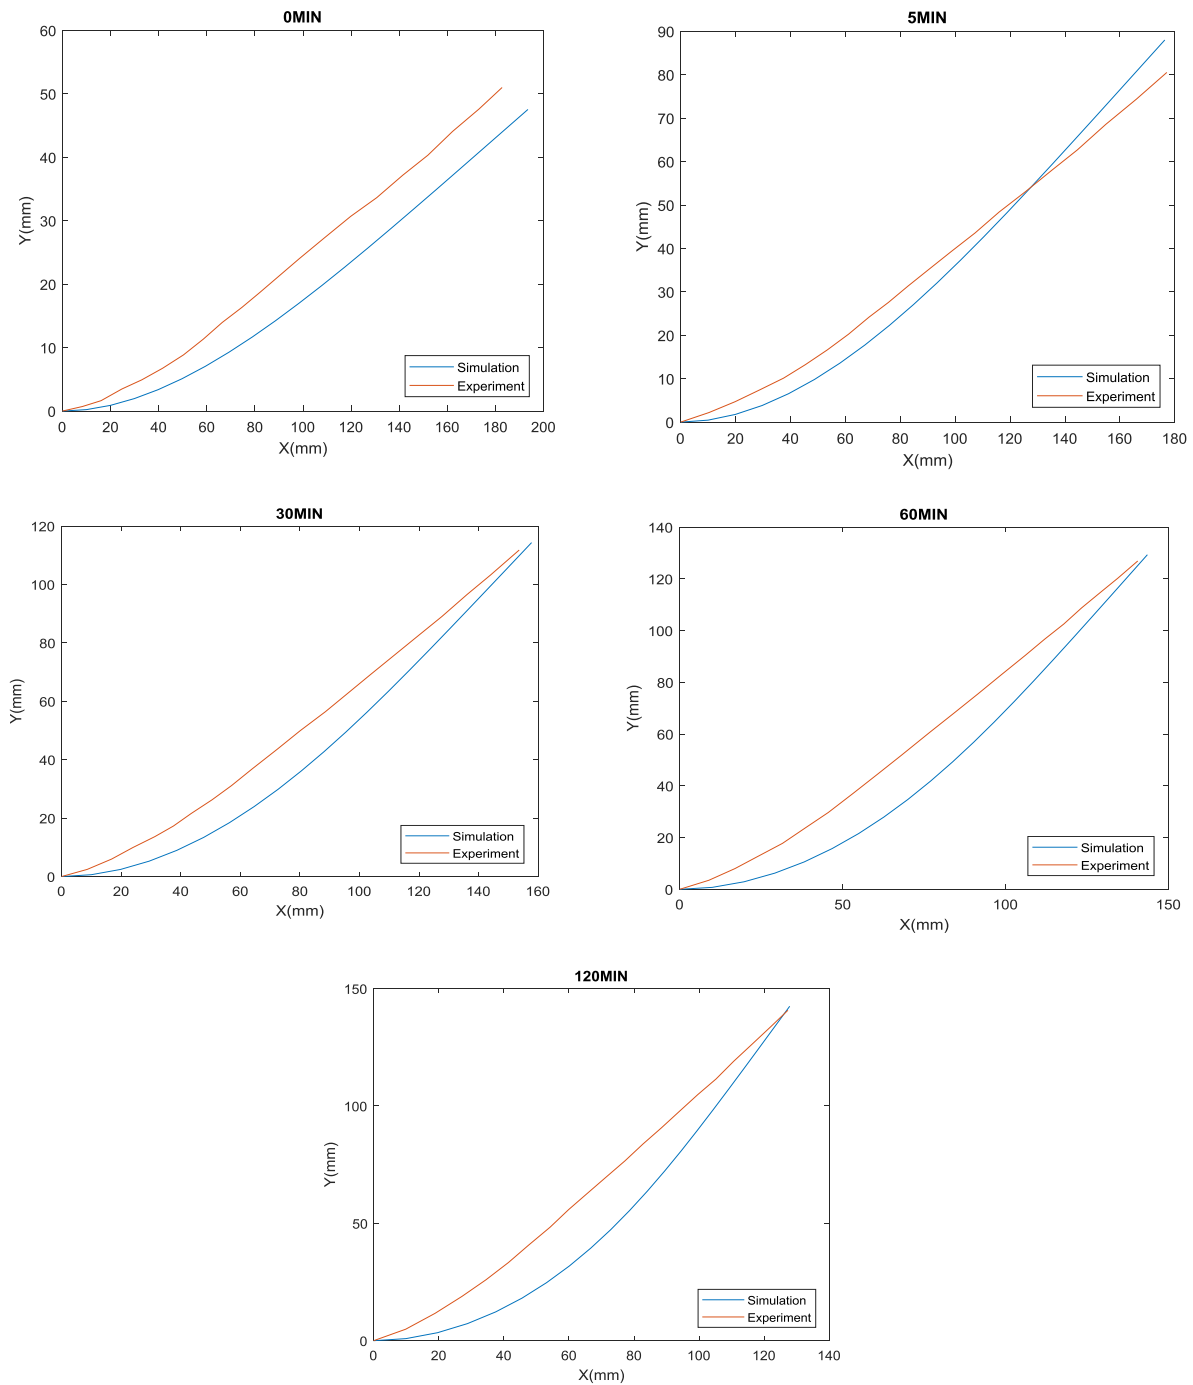 0MIN
60
50
40
30
20
10
0
Y(mm)
Simulation
Experiment
0 20 40 60 80 100 120 140 160 180 200
X(mm)
5MIN
90
80
70
60
50
40
30
20
10
0
Y(mm)
Simulation
Experiment
0 20 40 60 80 100 120 140 160 180
X(mm)
30MIN
120
100
80
60
40
20
0
Y(mm)
Simulation
Experiment
0 20 40 60 80 100 120 140 160
X(mm)
60MIN
140
120
100
80
60
40
20
0
Y(mm)
Simulation
Experiment
0 50 100 150
X(mm)
120MIN
150
100
50
0
Y(mm)
Simulation
Experiment
0 20 40 60 80 100 120 140
X(mm)